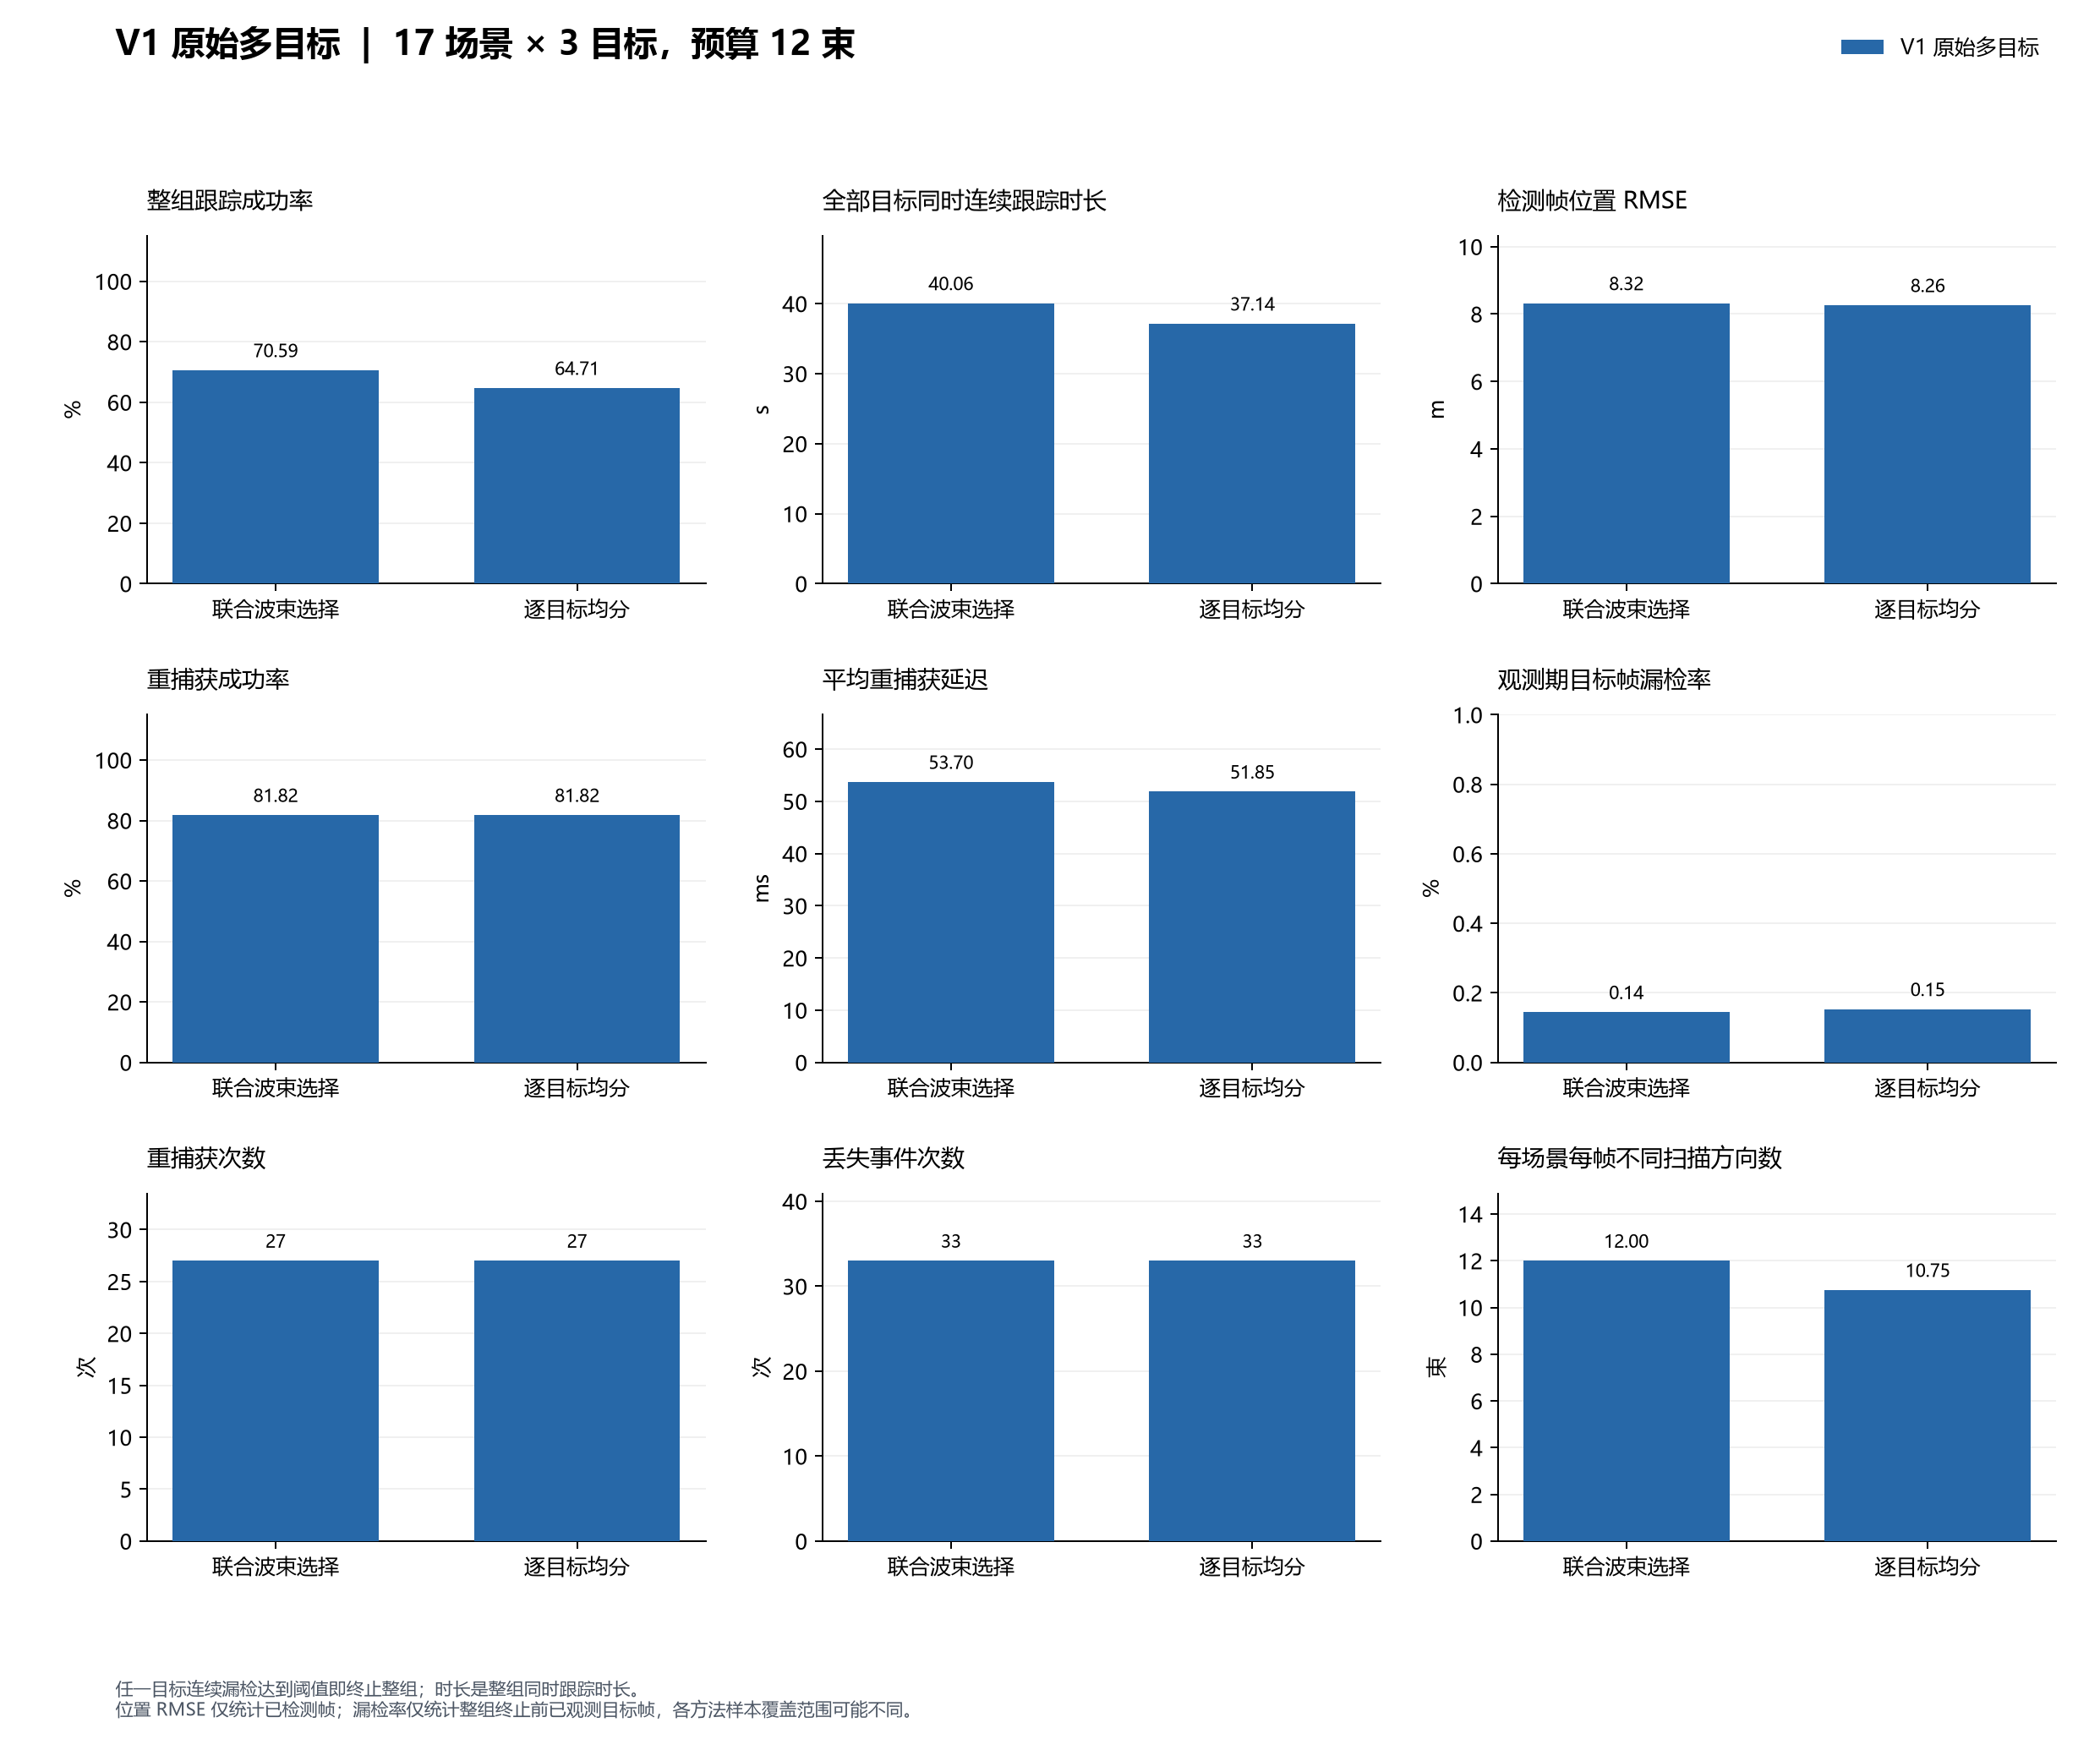 V1 原始多目标 | 17 场景 × 3 目标，预算 12 束
V1 原始多目标
整组跟踪成功率
%
100
80
60
40
20
0
70.59
64.71
联合波束选择
逐目标均分
全部目标同时连续跟踪时长
s
40
30
20
10
0
40.06
37.14
联合波束选择
逐目标均分
检测帧位置 RMSE
m
10
8
6
4
2
0
8.32
8.26
联合波束选择
逐目标均分
重捕获成功率
%
100
80
60
40
20
0
81.82
81.82
联合波束选择
逐目标均分
平均重捕获延迟
ms
60
50
40
30
20
10
0
53.70
51.85
联合波束选择
逐目标均分
观测期目标帧漏检率
%
1.0
0.8
0.6
0.4
0.2
0.0
0.14
0.15
联合波束选择
逐目标均分
重捕获次数
次
30
25
20
15
10
5
0
27
27
联合波束选择
逐目标均分
丢失事件次数
次
40
30
20
10
0
33
33
联合波束选择
逐目标均分
每场景每帧不同扫描方向数
束
14
12
10
8
6
4
2
0
12.00
10.75
联合波束选择
逐目标均分
任一目标连续漏检达到阈值即终止整组；时长是整组同时跟踪时长。
位置 RMSE 仅统计已检测帧；漏检率仅统计整组终止前已观测目标帧，各方法样本覆盖范围可能不同。